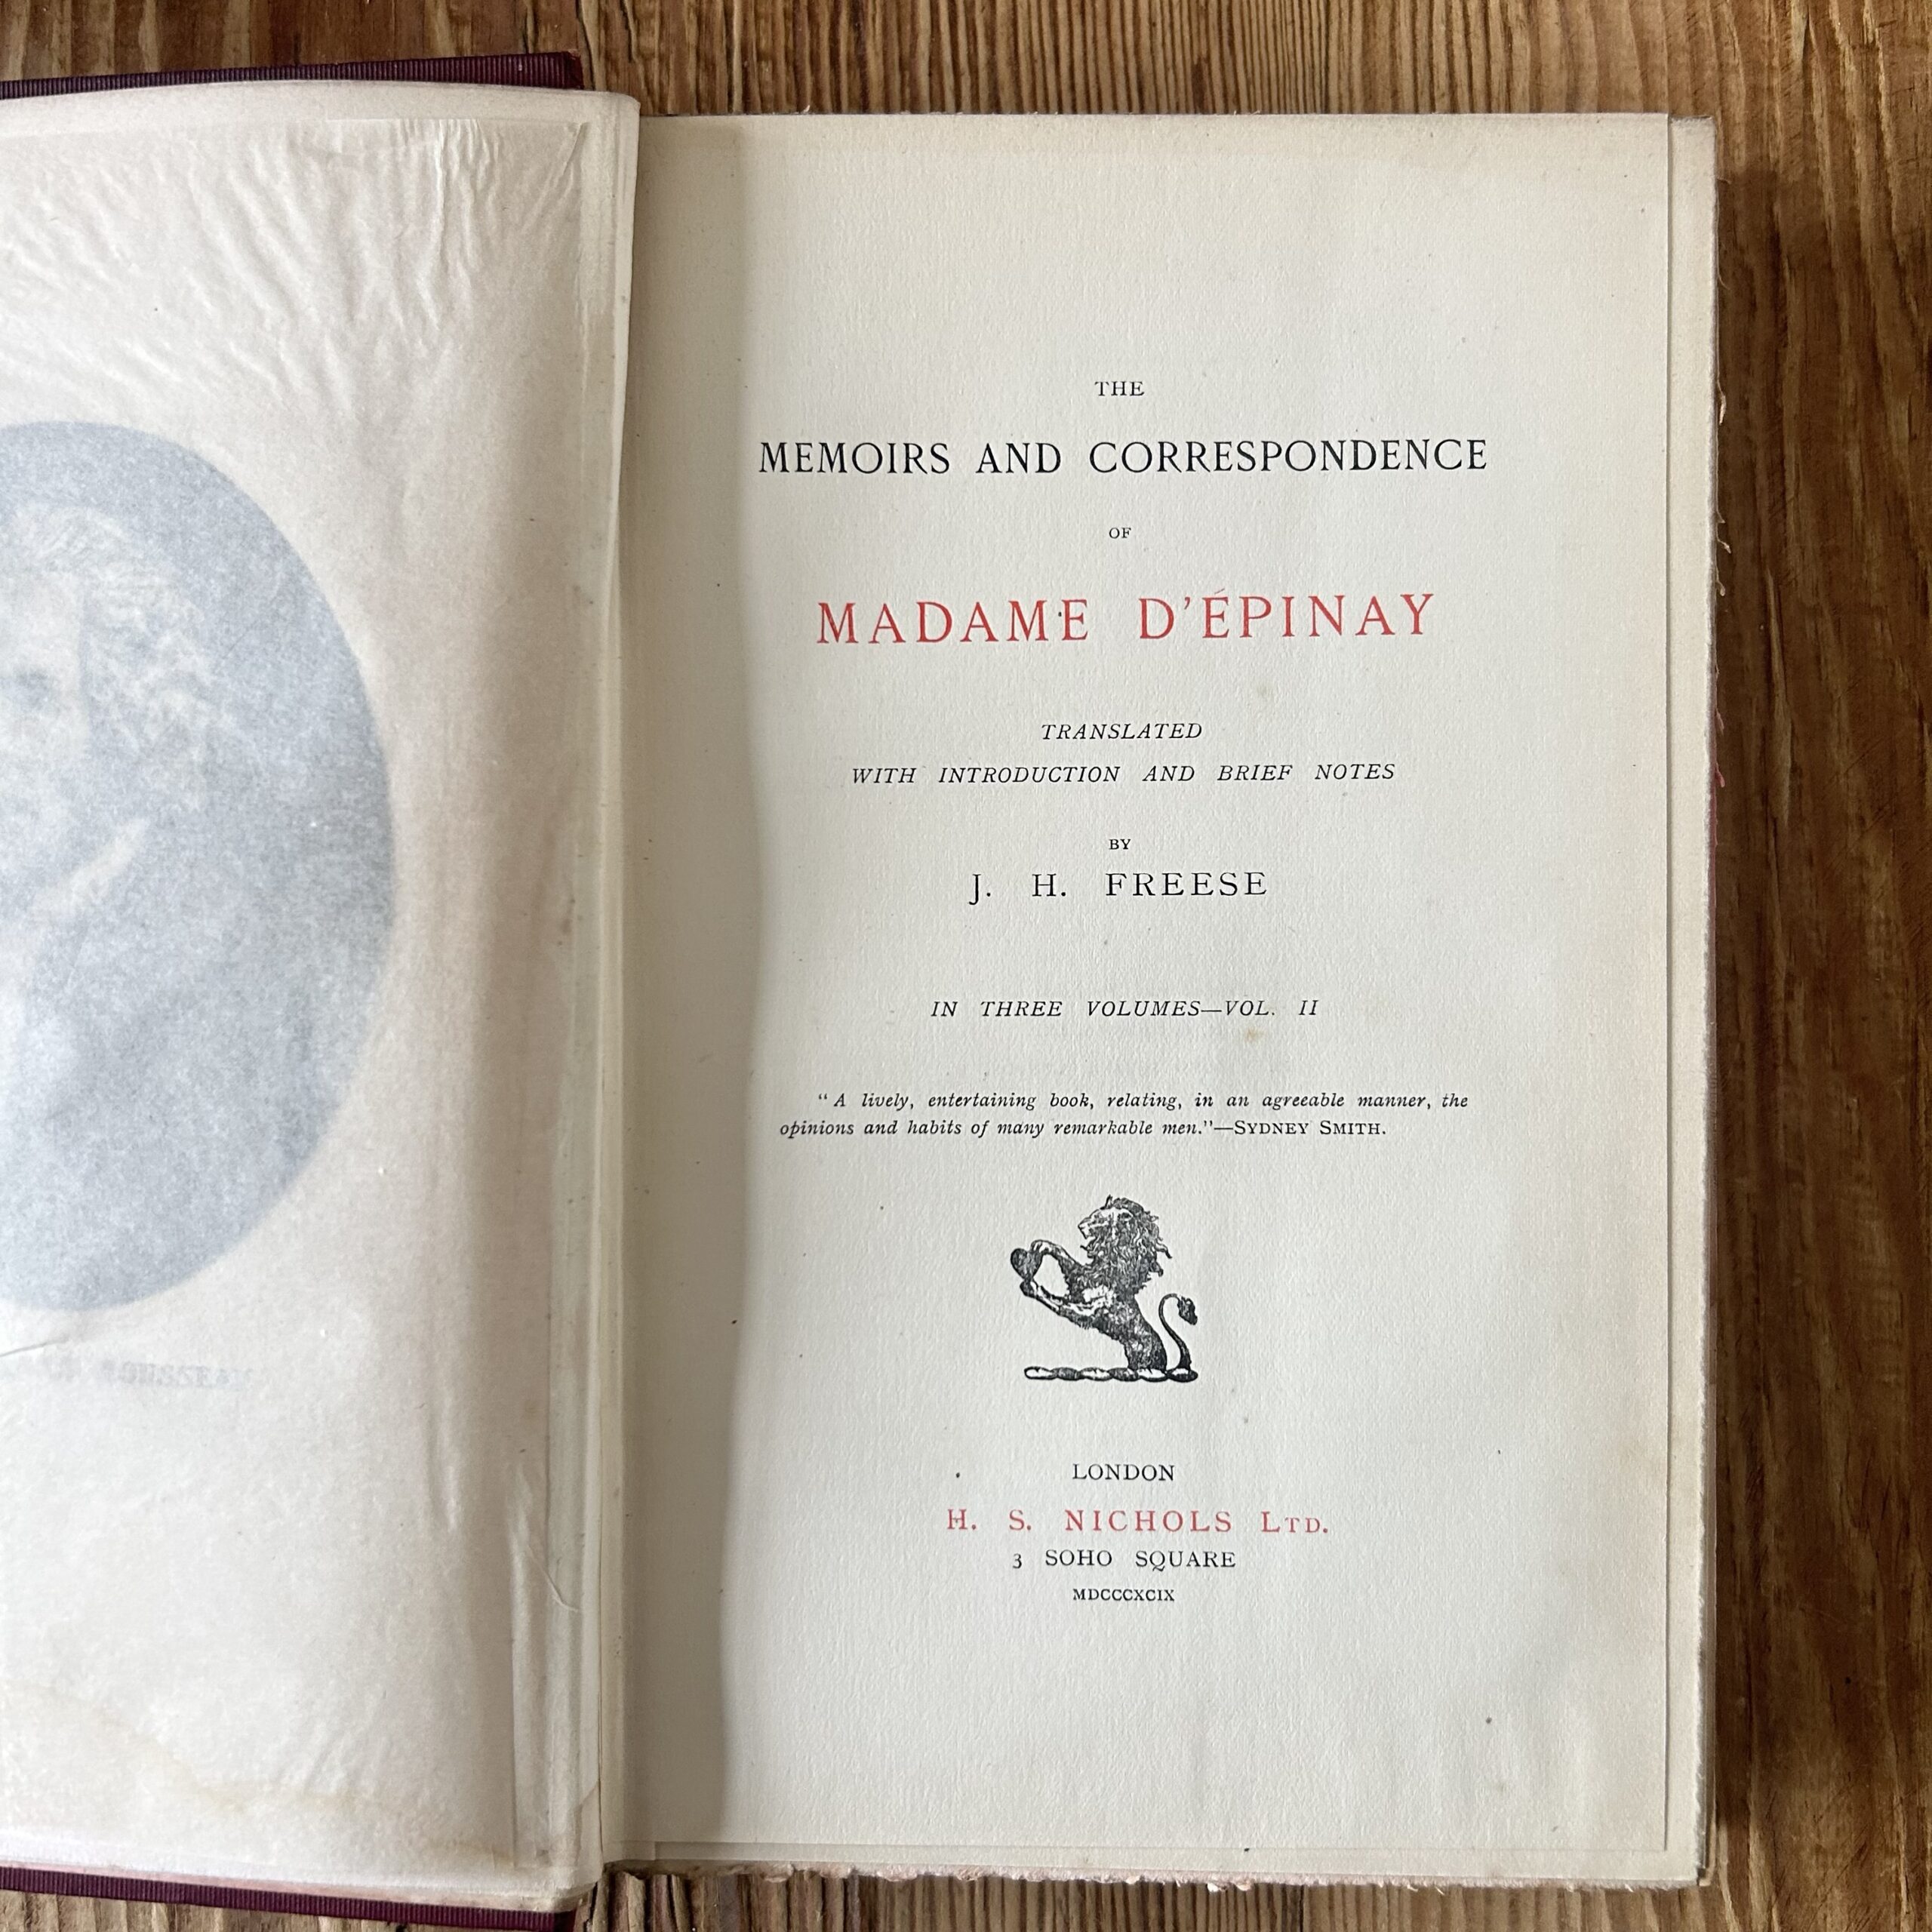 ROUSSEAU
THE
MEMOIRS AND CORRESPONDENCE
OF
MADAME D'ÉPINAY
TRANSLATED
WITH INTRODUCTION AND BRIEF NOTES
BY
J. H. FREESE
IN THREE VOLUMES—VOL. II
"A lively, entertaining book, relating, in an agreeable manner, the
opinions and habits of many remarkable men."—SYDNEY SMITH.
LONDON
H. S. NICHOLS LTD.
3 SOHO SQUARE
MDCCCXCIX